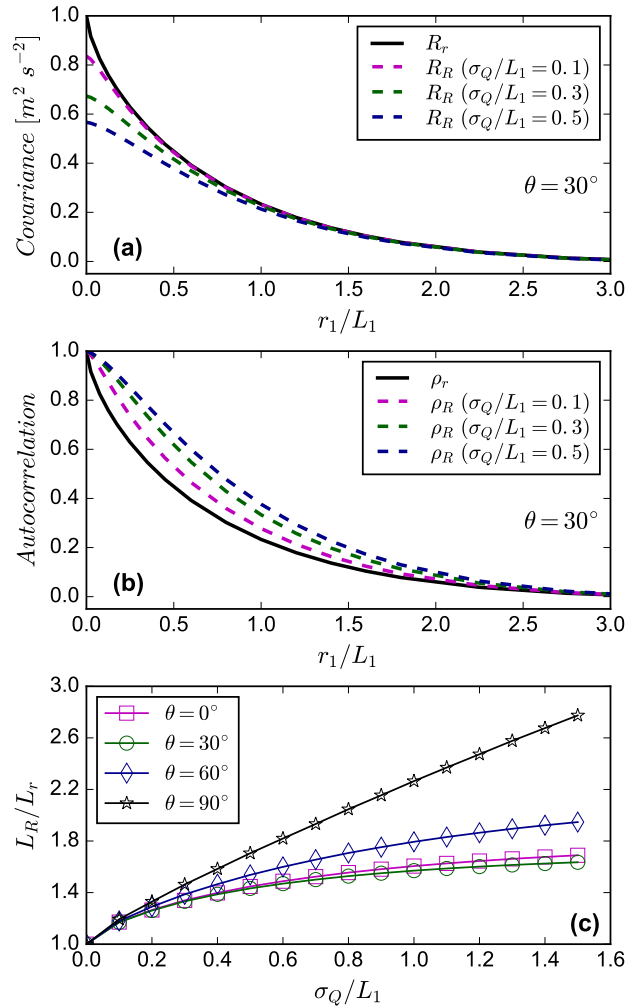 1.0
0.8
0.6
0.4
0.2
0.0
Covariance [m² s⁻²]
R_r
R_R (σ_Q/L_1 = 0.1)
R_R (σ_Q/L_1 = 0.3)
R_R (σ_Q/L_1 = 0.5)
θ = 30°
(a)
0.0 0.5 1.0 1.5 2.0 2.5 3.0
r_1/L_1
1.0
0.8
0.6
0.4
0.2
0.0
Autocorrelation
ρ_r
ρ_R (σ_Q/L_1 = 0.1)
ρ_R (σ_Q/L_1 = 0.3)
ρ_R (σ_Q/L_1 = 0.5)
θ = 30°
(b)
0.0 0.5 1.0 1.5 2.0 2.5 3.0
r_1/L_1
3.0
2.6
2.2
1.8
1.4
1.0
L_R/L_r
θ = 0°
θ = 30°
θ = 60°
θ = 90°
(c)
0.0 0.2 0.4 0.6 0.8 1.0 1.2 1.4 1.6
σ_Q/L_1